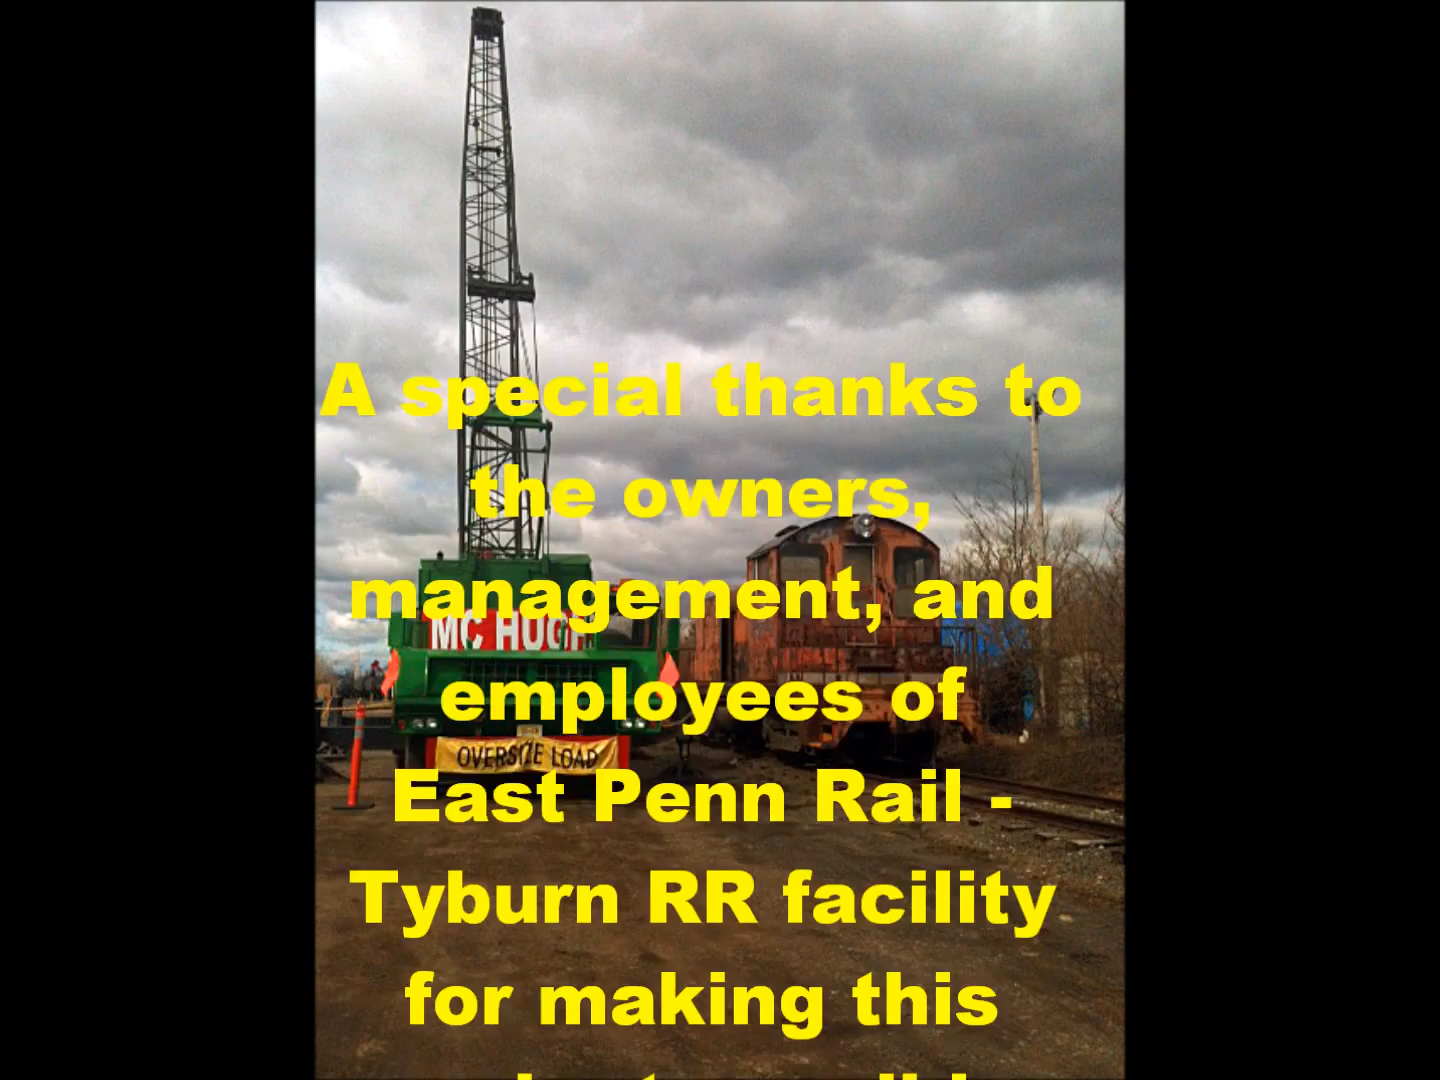 A special thanks to
the owners,
management, and
MC HUGH
employees of
OVERSIZE LOAD
East Penn Rail -
Tyburn RR facility
for making this